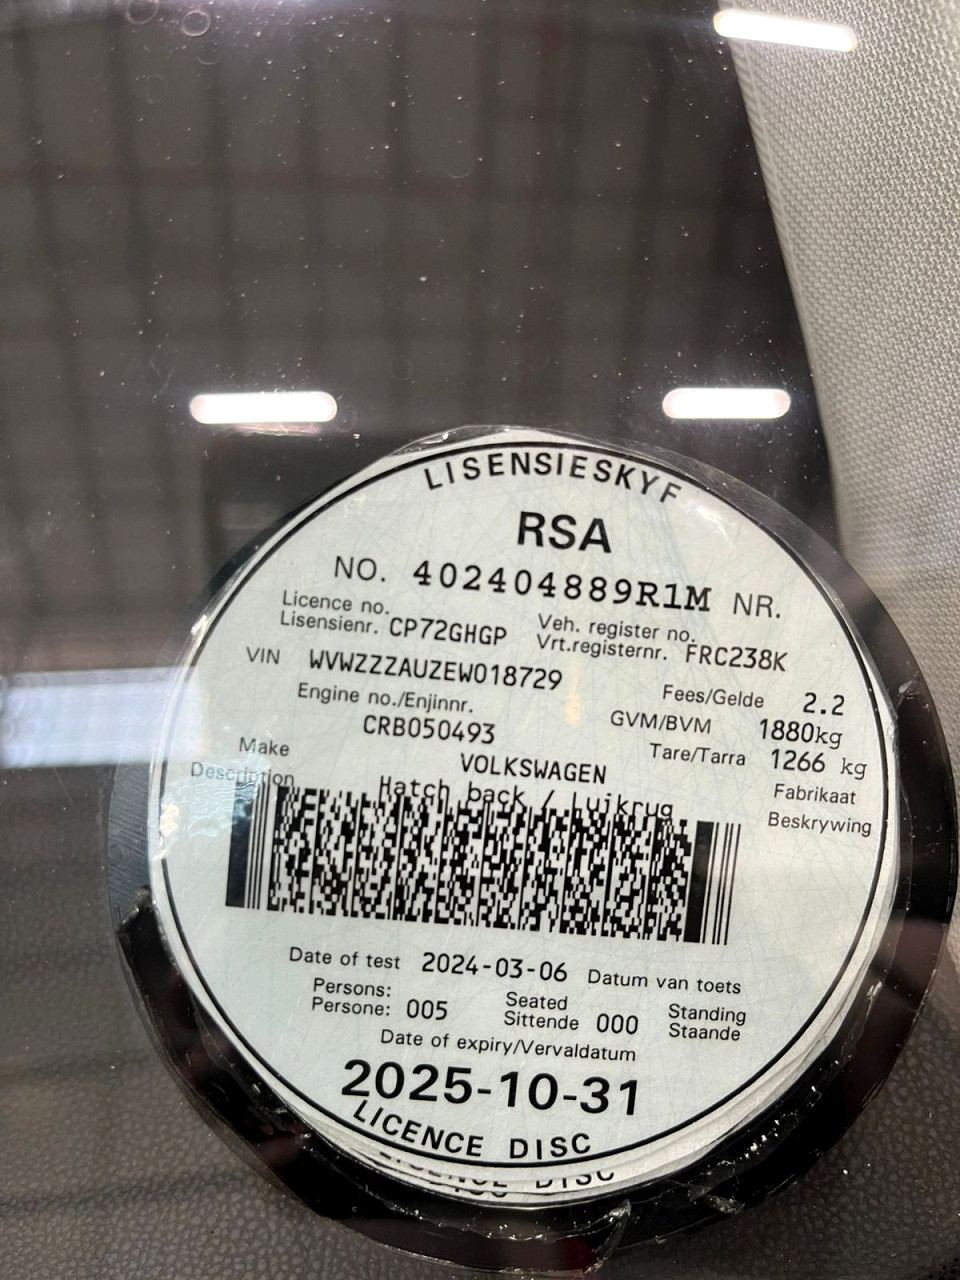 LISENSIESKYF
RSA
NO. 402404889R1M NR.
Licence no.
Lisensienr. CP72GHGP
Veh. register no.
Vrt.registernr. FRC238K
VIN WVWZZZAUZEW018729
Fees/Gelde 2.2
Engine no./Enjinnr.
CRB050493
GVM/BVM 1880kg
Tare/Tarra 1266 kg
Make VOLKSWAGEN Fabrikaat
Description Hatch back / Luikrug Beskrywing
Date of test 2024-03-06 Datum van toets
Persons:
Persone: 005
Seated
Sittende 000
Standing
Staande
Date of expiry/Vervaldatum
2025-10-31
LICENCE DISC
LICENCE DISC